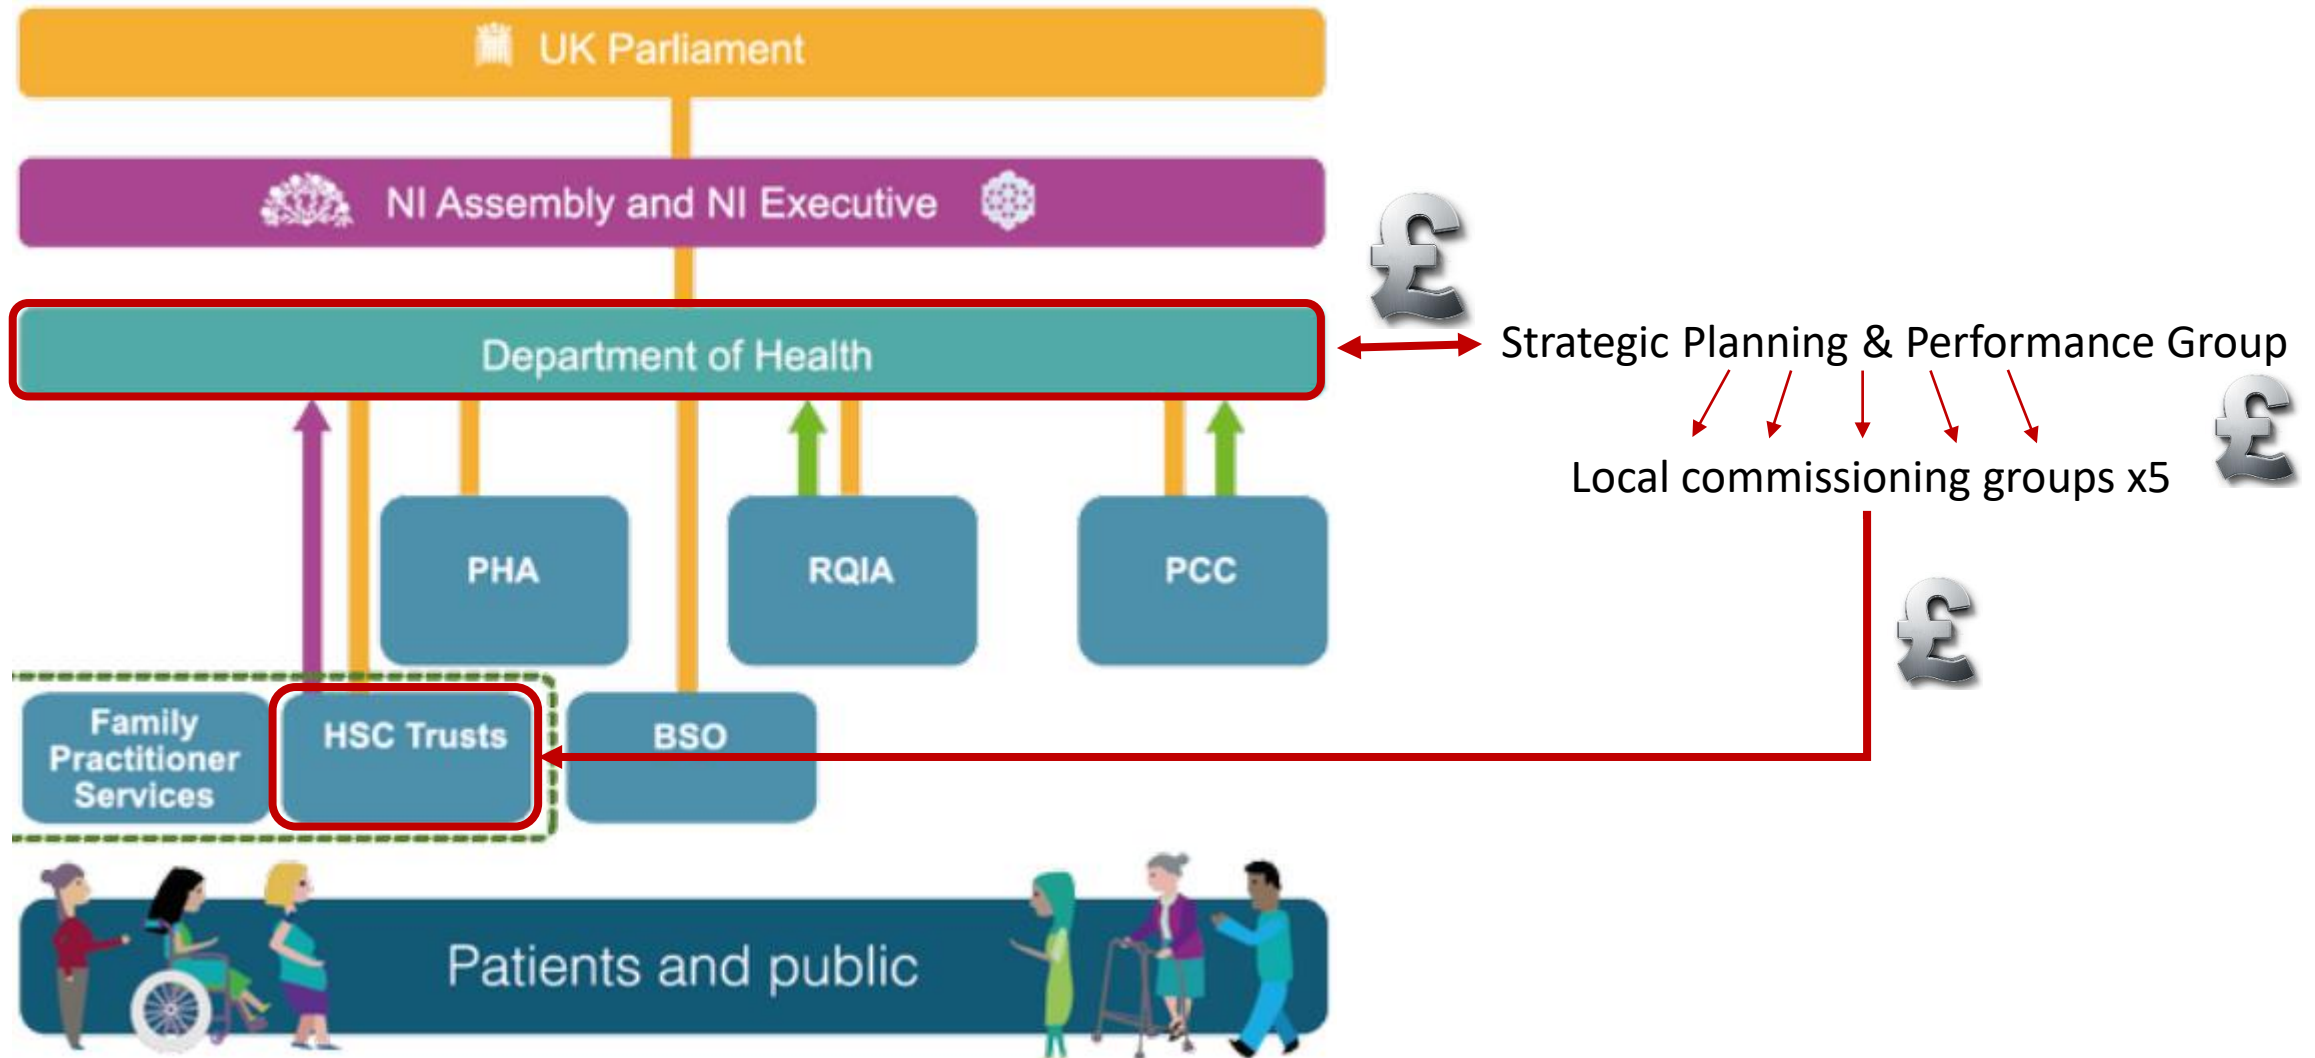 UK Parliament
NI Assembly and NI Executive
£
Department of Health
Strategic Planning & Performance Group
£
Local commissioning groups x5
PHA
RQIA
PCC
£
Family
Practitioner
Services
HSC Trusts
BSO
Patients and public